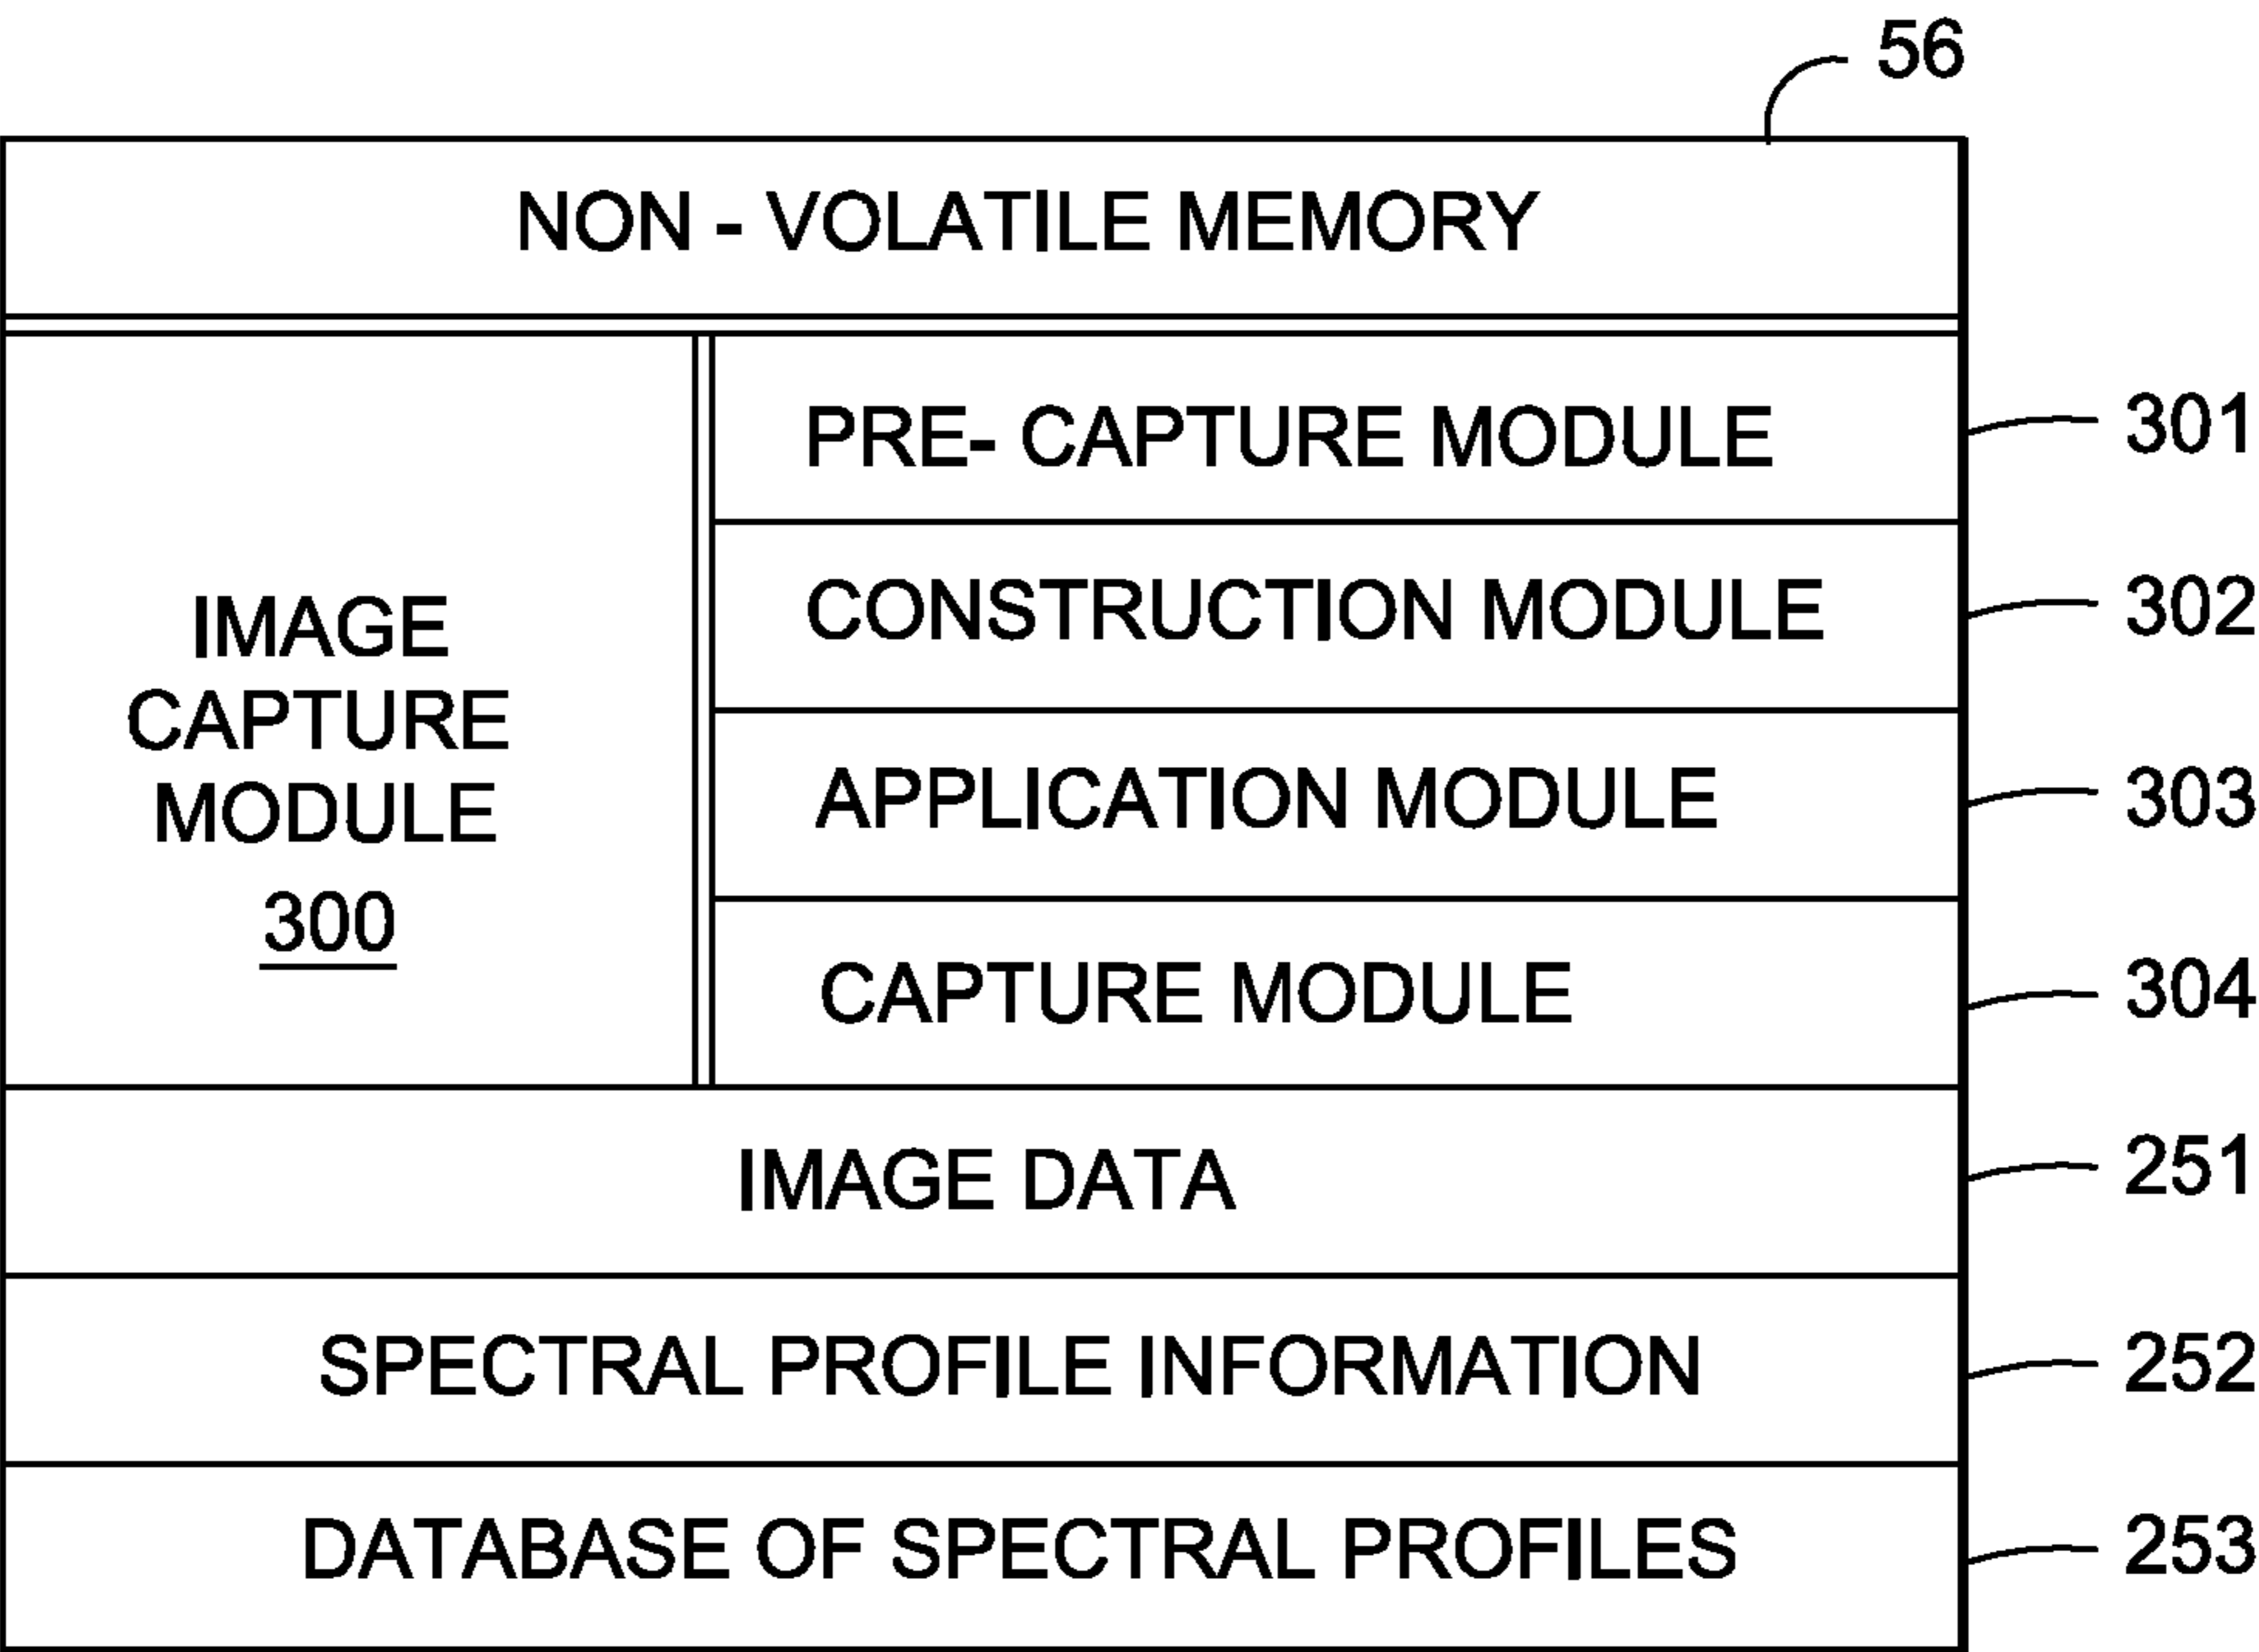 56
NON - VOLATILE MEMORY
IMAGE
CAPTURE
MODULE
300
PRE- CAPTURE MODULE
301
CONSTRUCTION MODULE
302
APPLICATION MODULE
303
CAPTURE MODULE
304
IMAGE DATA
251
SPECTRAL PROFILE INFORMATION
252
DATABASE OF SPECTRAL PROFILES
253